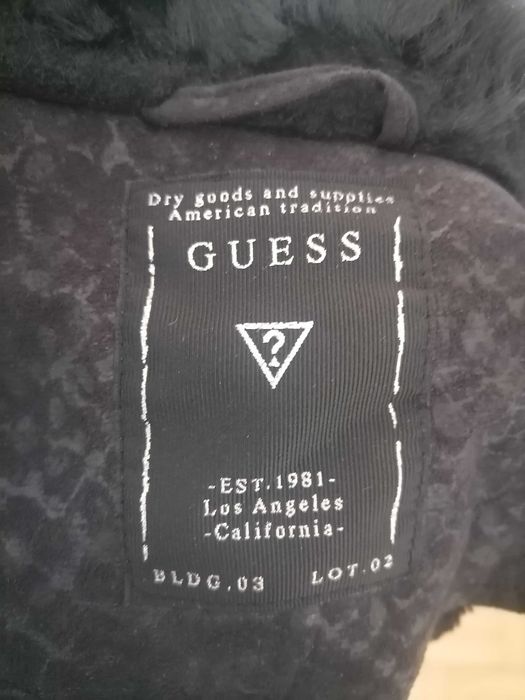 Dry goods and supplies
American tradition
GUESS
?
-EST.1981-
Los Angeles
-California-
BLDG.03 LOT.02